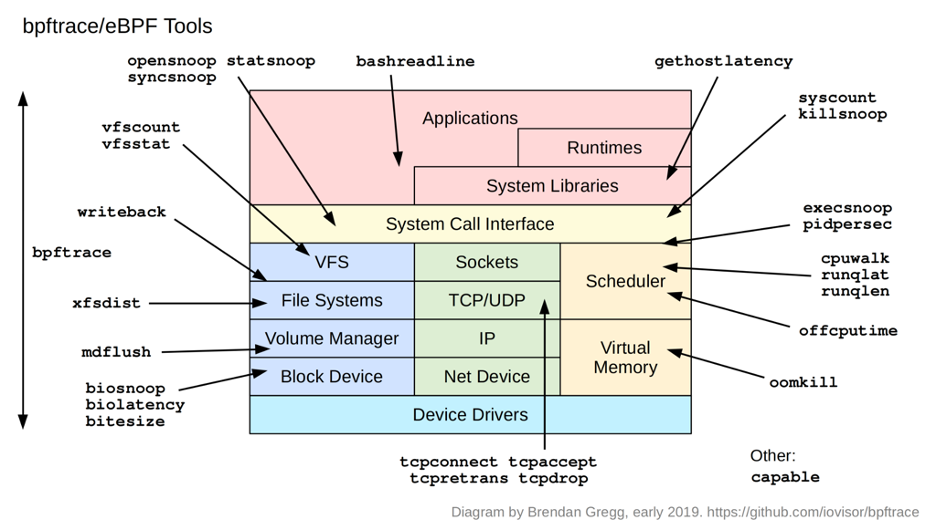 bpftrace/eBPF Tools
opensnoop statsnoop
syncsnoop
bashreadline
gethostlatency
syscount
killsnoop
vfscount
vfsstat
Applications
Runtimes
System Libraries
writeback
System Call Interface
execsnoop
pidpersec
bpftrace
VFS
Sockets
Scheduler
cpuwalk
runqlat
runqlen
xfsdist
File Systems
TCP/UDP
offcputime
mdflush
Volume Manager
IP
Virtual
Memory
biosnoop
biolatency
bitesize
Block Device
Net Device
oomkill
Device Drivers
tcpconnect tcpaccept
tcpretrans tcpdrop
Other:
capable
Diagram by Brendan Gregg, early 2019. https://github.com/iovisor/bpftrace